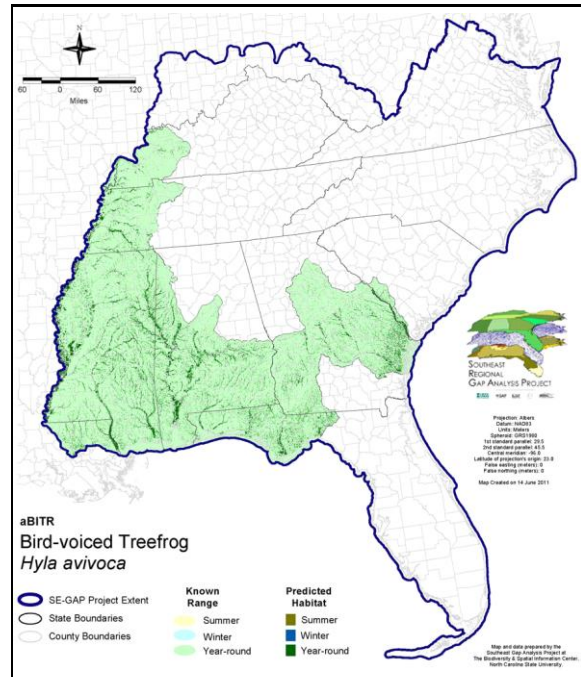 N
60 0 60 120
Miles
SOUTHEAST
REGIONAL
GAP ANALYSIS PROJECT
Projection: Albers
Datum: NAD83
Units: Meters
Spheroid: GRS1980
1st standard parallel: 29.5
2nd standard parallel: 45.5
Central meridian: -96.0
Latitude of projection's origin: 23.0
False easting (meters): 0
False northing (meters): 0
Map Created on 14 June 2011
aBITR
Bird-voiced Treefrog
Hyla avivoca
SE-GAP Project Extent
State Boundaries
County Boundaries
Known
Range
Summer
Winter
Year-round
Predicted
Habitat
Summer
Winter
Year-round
Map and data prepared by the
Southeast Gap Analysis Project at
The Biodiversity & Spatial Information Center,
North Carolina State University.